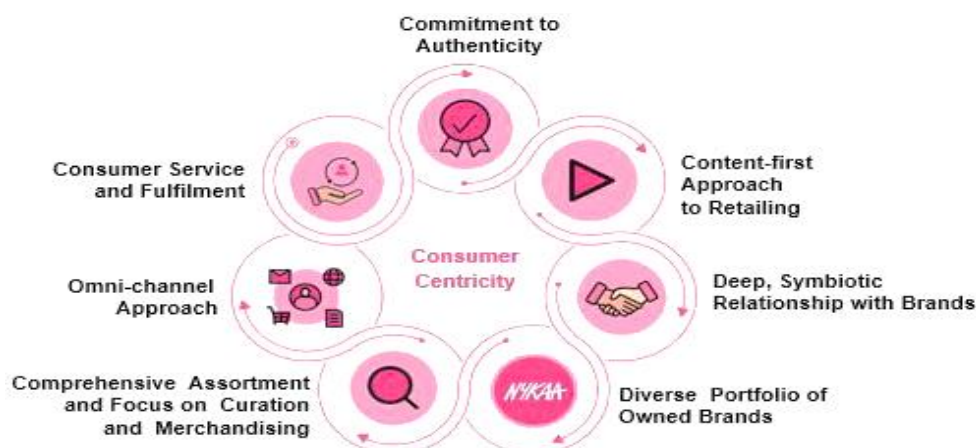 Commitment to
Authenticity
Content-first
Approach
to Retailing
Deep, Symbiotic
Relationship with Brands
Diverse Portfolio of
Owned Brands
NYKAA
Comprehensive Assortment
and Focus on Curation
and Merchandising
Omni-channel
Approach
Consumer Service
and Fulfilment
Consumer
Centricity